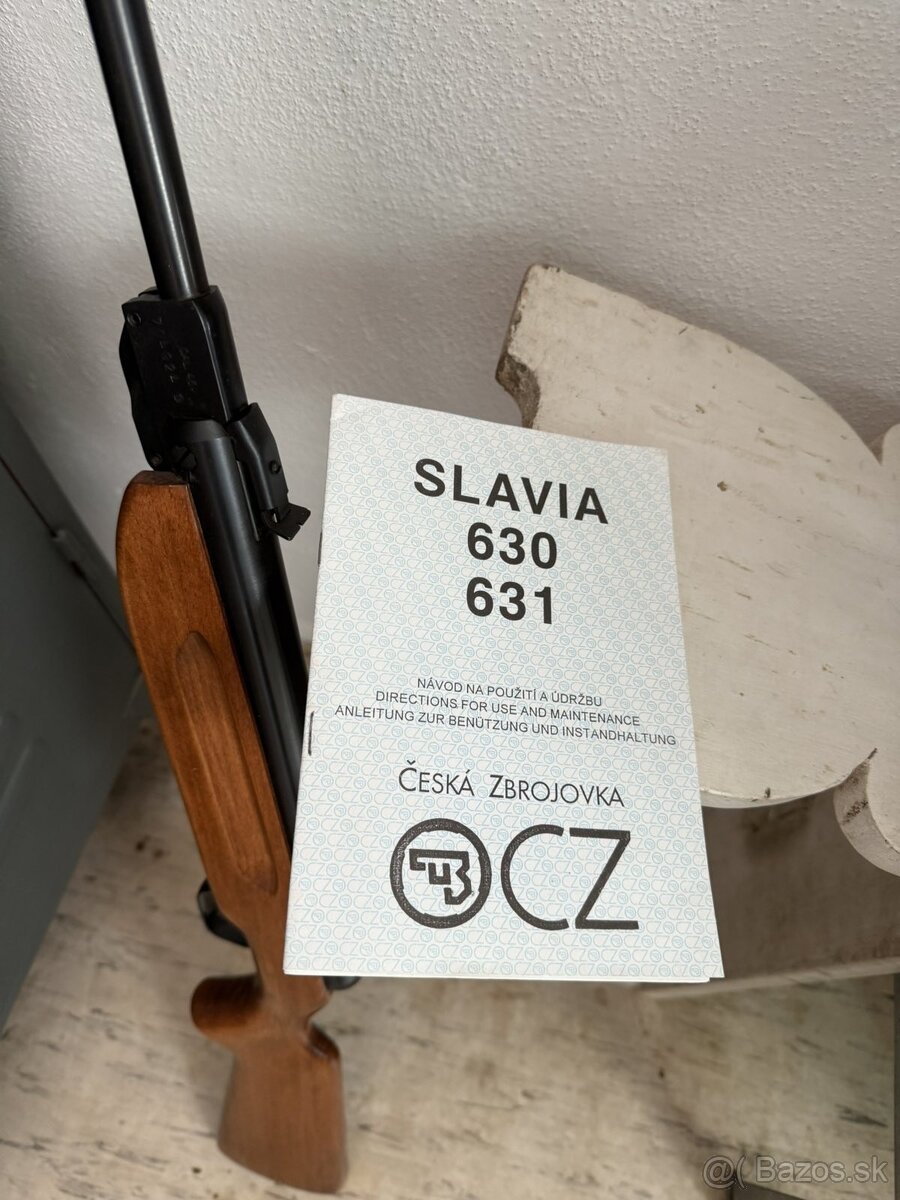 SLAVIA
630
631
NÁVOD NA POUŽITÍ A ÚDRŽBU
DIRECTIONS FOR USE AND MAINTENANCE
ANLEITUNG ZUR BENÜTZUNG UND INSTANDHALTUNG
ČESKÁ ZBROJOVKA
CZ
@( Bazos.sk